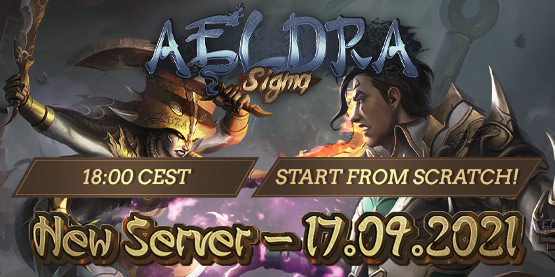 AELDRA
Sigma
18:00 CEST
START FROM SCRATCH!
New Server - 17.09.2021